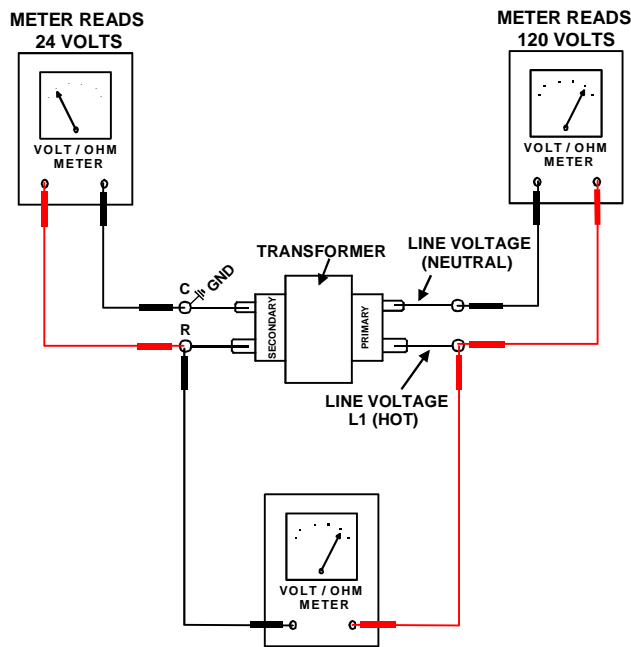 METER READS
24 VOLTS
METER READS
120 VOLTS
VOLT / OHM
METER
VOLT / OHM
METER
TRANSFORMER
LINE VOLTAGE
(NEUTRAL)
C
GND
R
SECONDARY
PRIMARY
LINE VOLTAGE
L1 (HOT)
VOLT / OHM
METER